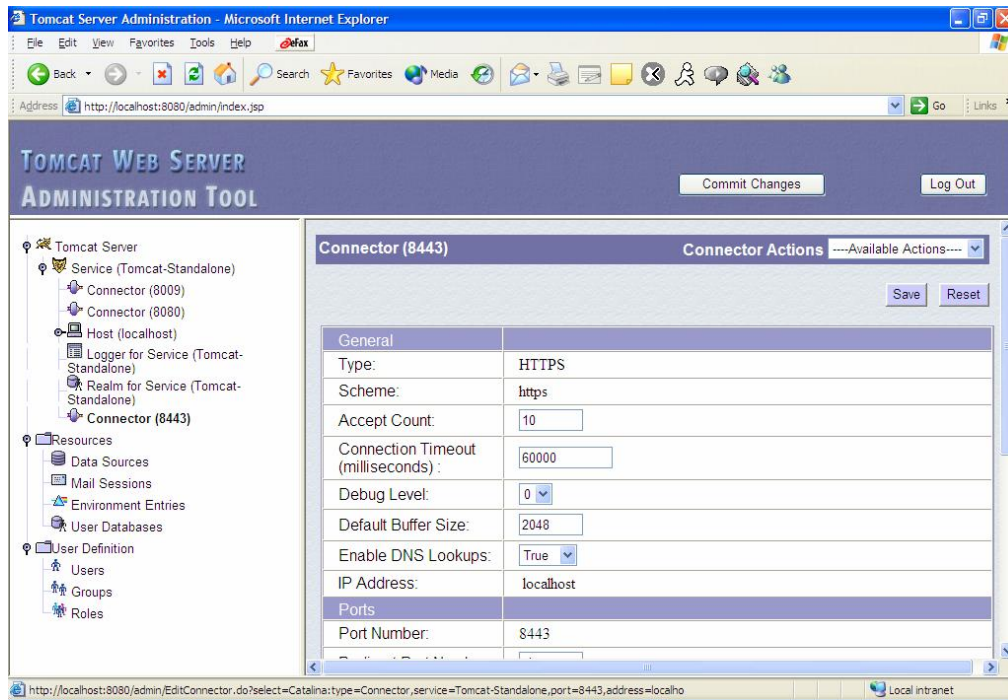 Tomcat Server Administration - Microsoft Internet Explorer
File Edit View Favorites Tools Help eFax
Back Search Favorites Media
Address http://localhost:8080/admin/index.jsp Go Links
TOMCAT WEB SERVER
ADMINISTRATION TOOL
Commit Changes Log Out
Tomcat Server
Service (Tomcat-Standalone)
Connector (8009)
Connector (8080)
Host (localhost)
Logger for Service (Tomcat-
Standalone)
Realm for Service (Tomcat-
Standalone)
Connector (8443)
Resources
Data Sources
Mail Sessions
Environment Entries
User Databases
User Definition
Users
Groups
Roles
Connector (8443) Connector Actions ----Available Actions----
Save Reset
General
Type: HTTPS
Scheme: https
Accept Count: 10
Connection Timeout
(milliseconds) : 60000
Debug Level: 0
Default Buffer Size: 2048
Enable DNS Lookups: True
IP Address: localhost
Ports
Port Number: 8443
http://localhost:8080/admin/EditConnector.do?select=Catalina:type=Connector,service=Tomcat-Standalone,port=8443,address=localho Local intranet